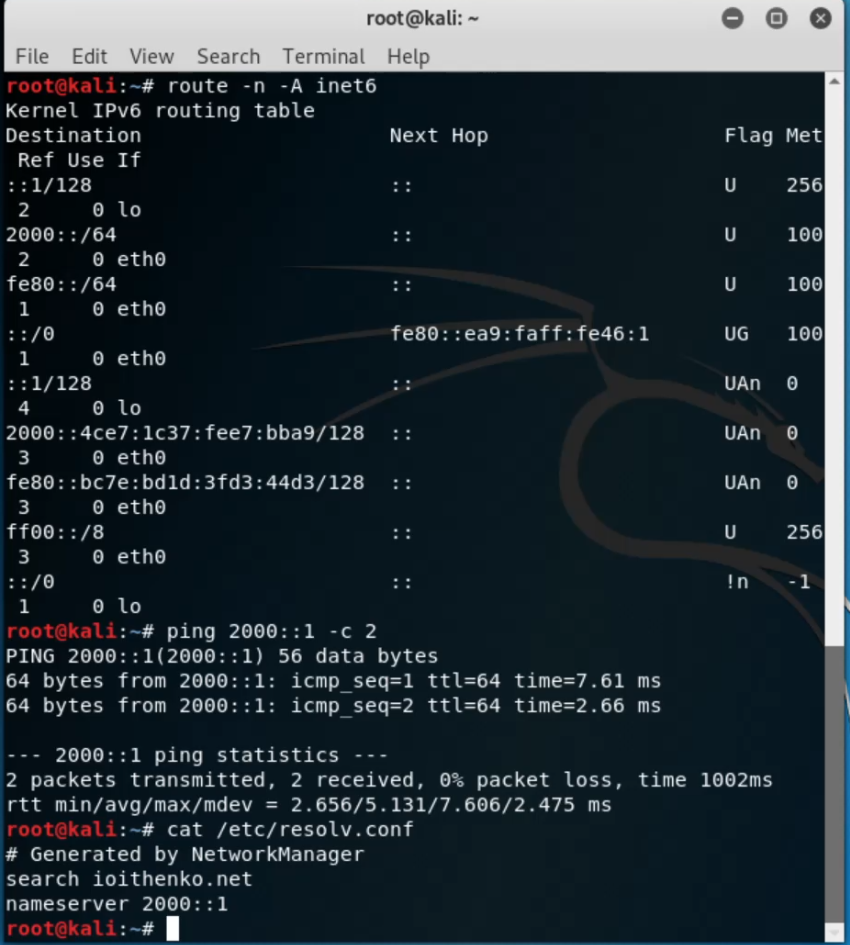 root@kali: ~
File Edit View Search Terminal Help
root@kali:~# route -n -A inet6
Kernel IPv6 routing table
Destination                    Next Hop                   Flag Met
 Ref Use If
::1/128                        ::                         U    256
 2     0 lo
2000::/64                      ::                         U    100
 2     0 eth0
fe80::/64                      ::                         U    100
 1     0 eth0
::/0                           fe80::ea9:faff:fe46:1      UG   100
 1     0 eth0
::1/128                        ::                         UAn  0
 4     0 lo
2000::4ce7:1c37:fee7:bba9/128  ::                         UAn  0
 3     0 eth0
fe80::bc7e:bd1d:3fd3:44d3/128  ::                         UAn  0
 3     0 eth0
ff00::/8                       ::                         U    256
 3     0 eth0
::/0                           ::                         !n   -1
 1     0 lo
root@kali:~# ping 2000::1 -c 2
PING 2000::1(2000::1) 56 data bytes
64 bytes from 2000::1: icmp_seq=1 ttl=64 time=7.61 ms
64 bytes from 2000::1: icmp_seq=2 ttl=64 time=2.66 ms
--- 2000::1 ping statistics ---
2 packets transmitted, 2 received, 0% packet loss, time 1002ms
rtt min/avg/max/mdev = 2.656/5.131/7.606/2.475 ms
root@kali:~# cat /etc/resolv.conf
# Generated by NetworkManager
search ioithenko.net
nameserver 2000::1
root@kali:~#